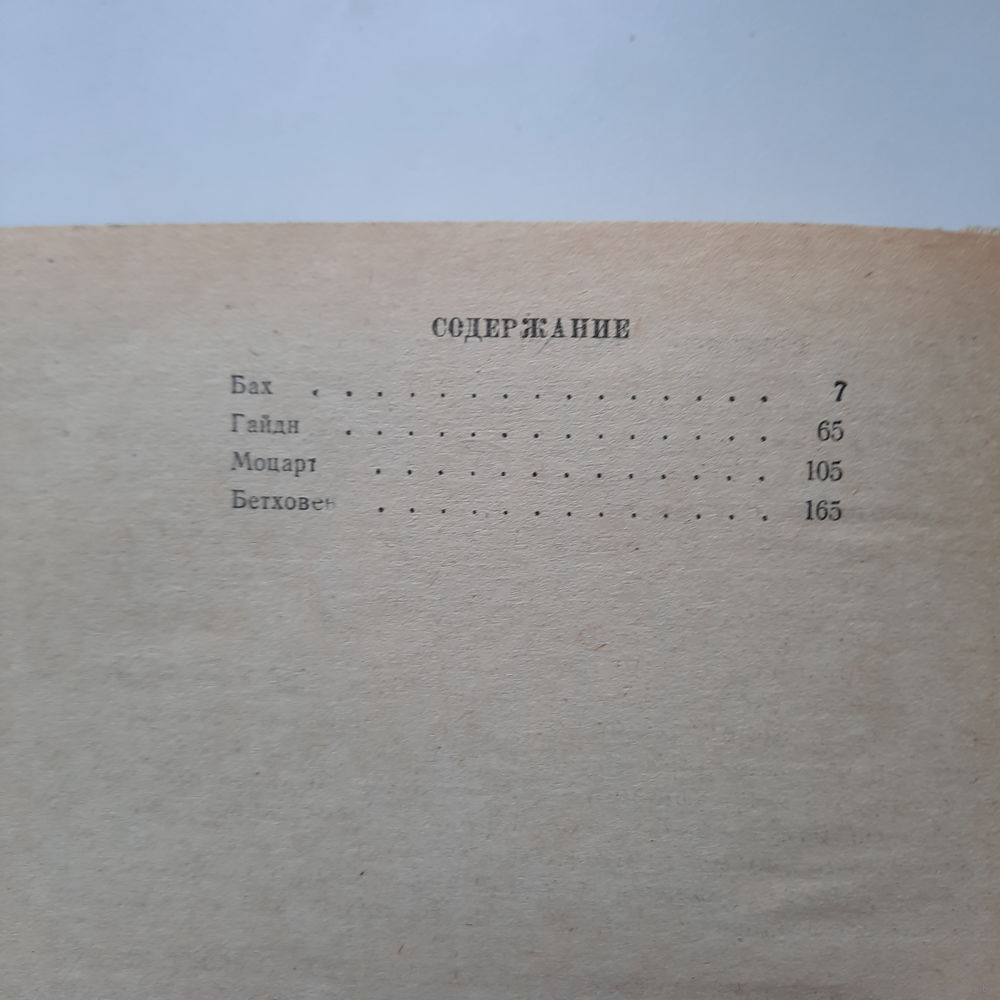 СОДЕРЖАНИЕ
Бах . . . . . . . . . . . . . . . 7
Гайдн . . . . . . . . . . . . . . 65
Моцарт . . . . . . . . . . . . . 105
Бетховен . . . . . . . . . . . . . 165